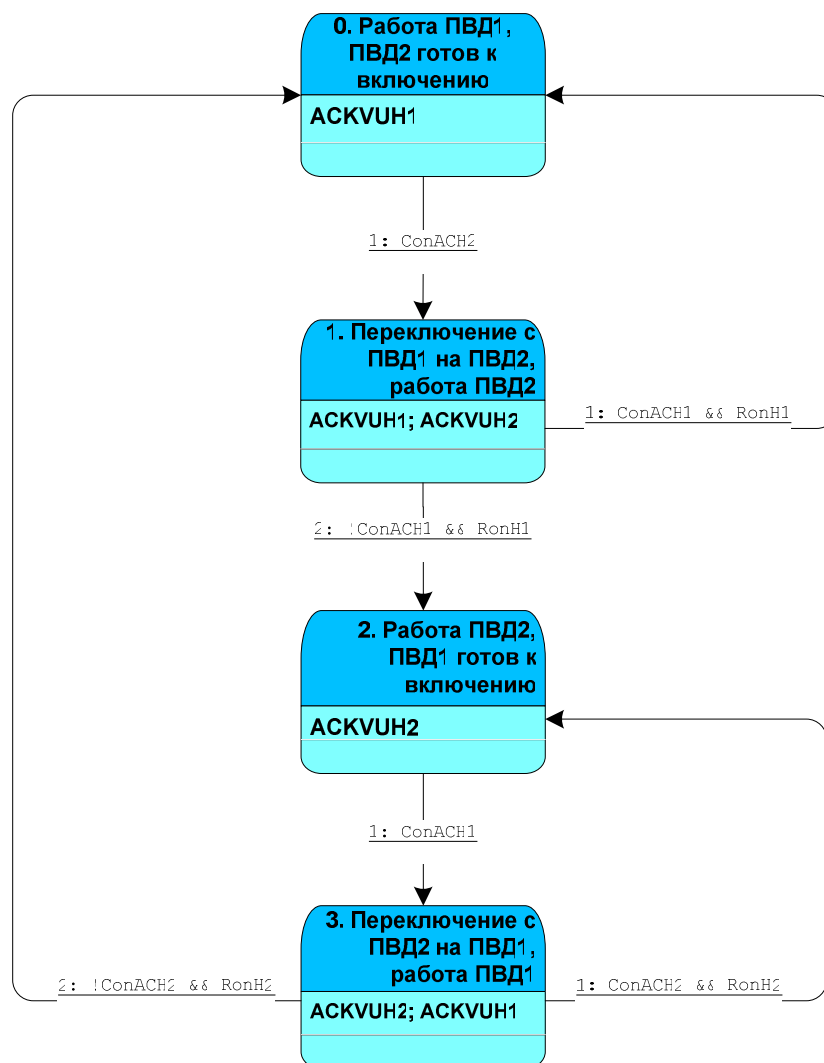 0. Работа ПВД1,
ПВД2 готов к
включению
ACKVUH1
1: ConACH2
1. Переключение с
ПВД1 на ПВД2,
работа ПВД2
ACKVUH1; ACKVUH2
1: ConACH1 && RonH1
2: !ConACH1 && RonH1
2. Работа ПВД2,
ПВД1 готов к
включению
ACKVUH2
1: ConACH1
3. Переключение с
ПВД2 на ПВД1,
работа ПВД1
2: !ConACH2 && RonH2
ACKVUH2; ACKVUH1
1: ConACH2 && RonH2